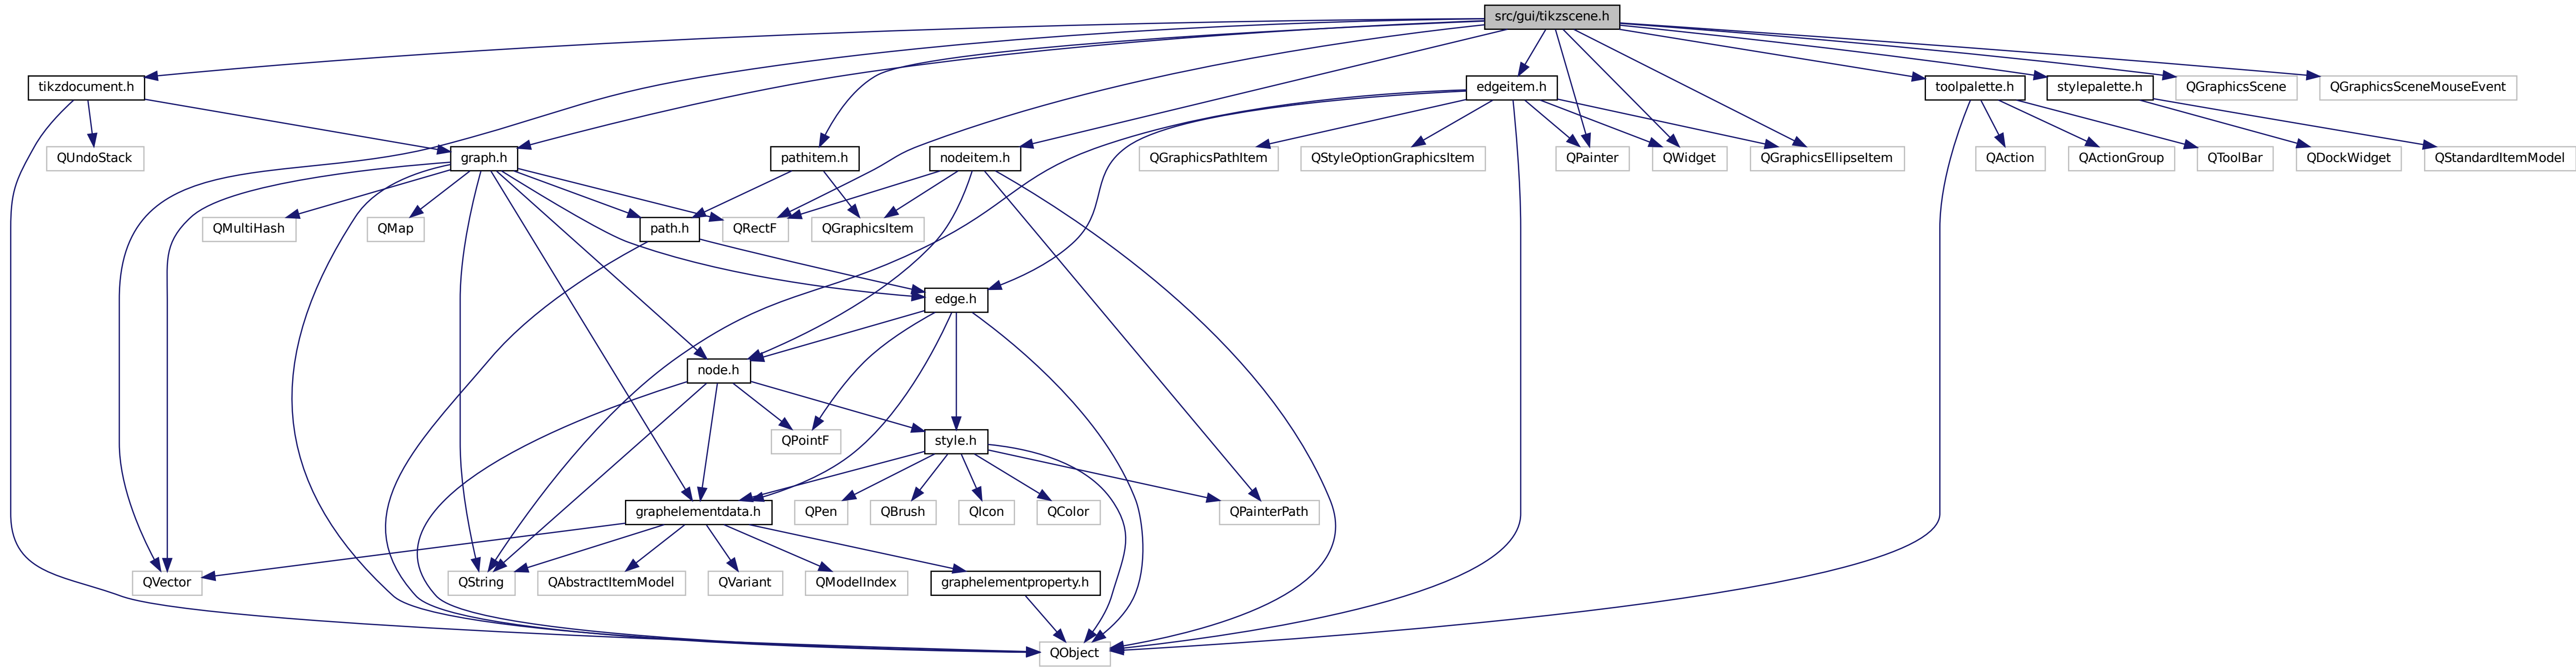 src/gui/tikzscene.h
tikzdocument.h
edgeitem.h
toolpalette.h
stylepalette.h
QGraphicsScene
QGraphicsSceneMouseEvent
QUndoStack
graph.h
pathitem.h
nodeitem.h
QGraphicsPathItem
QStyleOptionGraphicsItem
QPainter
QWidget
QGraphicsEllipseItem
QAction
QActionGroup
QToolBar
QDockWidget
QStandardItemModel
QMultiHash
QMap
path.h
QRectF
QGraphicsItem
edge.h
node.h
QPointF
style.h
graphelementdata.h
QPen
QBrush
QIcon
QColor
QPainterPath
QVector
QString
QAbstractItemModel
QVariant
QModelIndex
graphelementproperty.h
QObject